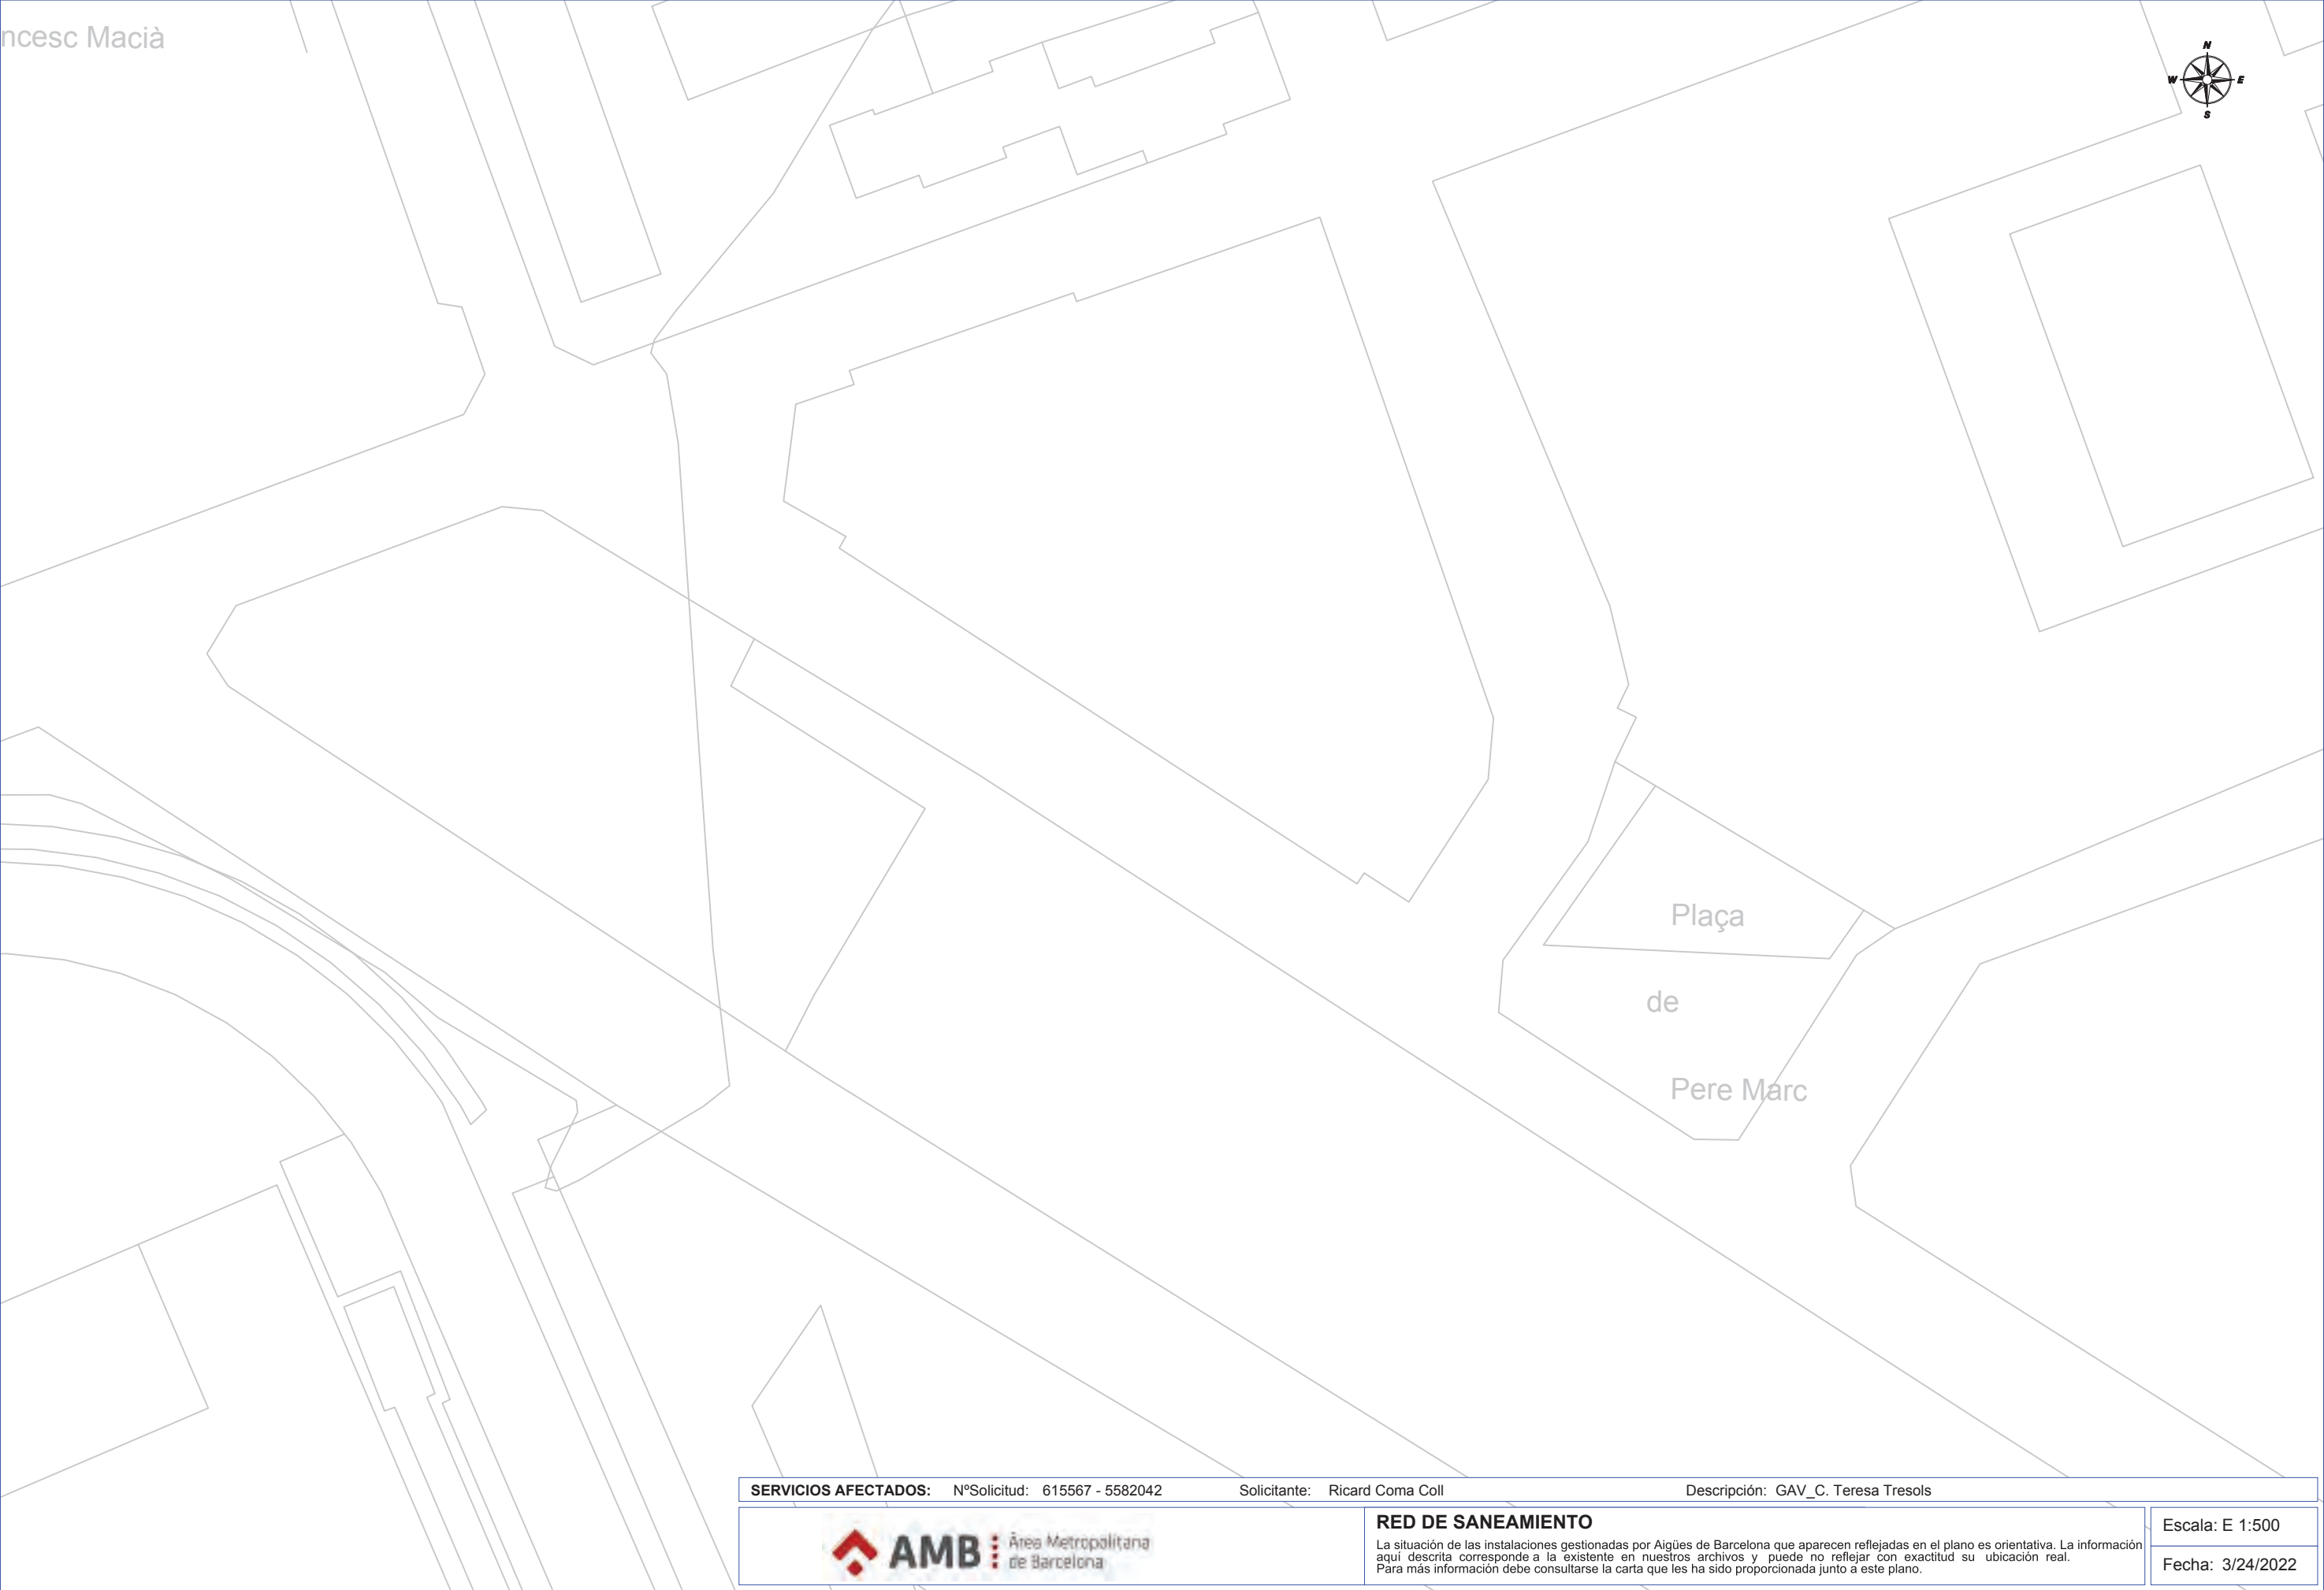 ncesc Macià
N
W E
S
Plaça
de
Pere Marc
SERVICIOS AFECTADOS: NºSolicitud: 615567 - 5582042 Solicitante: Ricard Coma Coll Descripción: GAV_C. Teresa Tresols
AMB Àrea Metropolitana
de Barcelona
RED DE SANEAMIENTO
La situación de las instalaciones gestionadas por Aigües de Barcelona que aparecen reflejadas en el plano es orientativa. La información
aquí descrita corresponde a la existente en nuestros archivos y puede no reflejar con exactitud su ubicación real.
Para más información debe consultarse la carta que les ha sido proporcionada junto a este plano.
Escala: E 1:500
Fecha: 3/24/2022